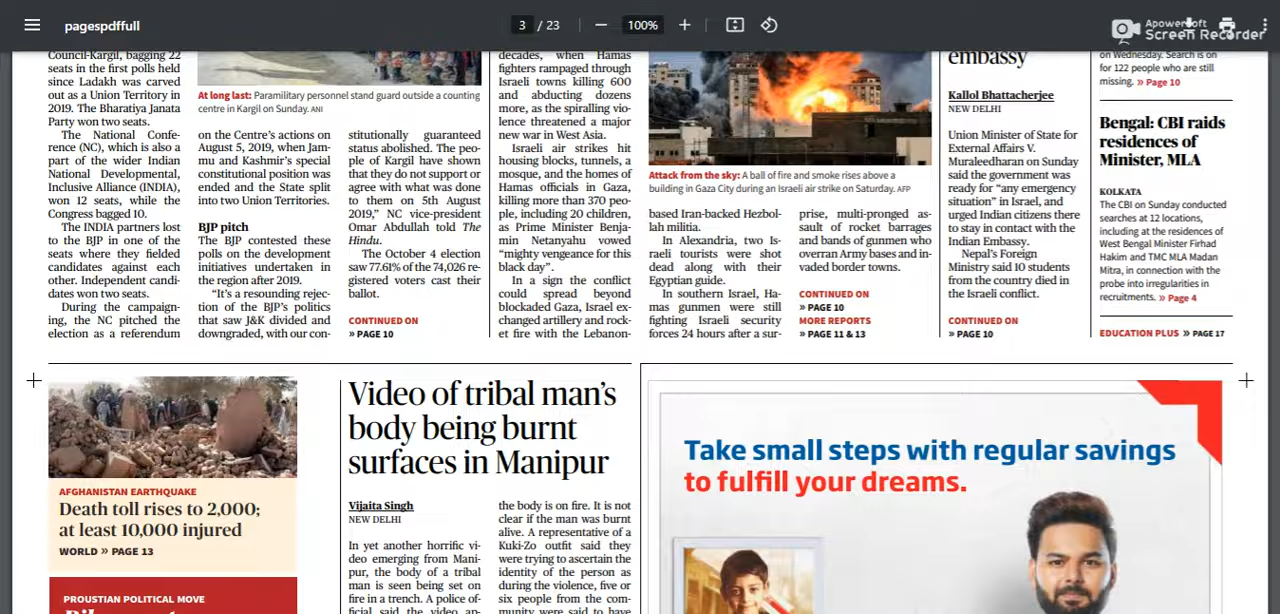 pagespdffull
3 / 23
100%
Apowersoft
Screen Recorder
Council-Kargil, bagging 22
seats in the first polls held
since Ladakh was carved
out as a Union Territory in
2019. The Bharatiya Janata
Party won two seats.
The National Confe-
rence (NC), which is also a
part of the wider Indian
National Developmental,
Inclusive Alliance (INDIA),
won 12 seats, while the
Congress bagged 10.
The INDIA partners lost
to the BJP in one of the
seats where they fielded
candidates against each
other. Independent candi-
dates won two seats.
During the campaign-
ing, the NC pitched the
election as a referendum
At long last: Paramilitary personnel stand guard outside a counting
centre in Kargil on Sunday. ANI
on the Centre's actions on
August 5, 2019, when Jam-
mu and Kashmir's special
constitutional position was
ended and the State split
into two Union Territories.
BJP pitch
The BJP contested these
polls on the development
initiatives undertaken in
the region after 2019.
"It's a resounding rejec-
tion of the BJP's politics
that saw J&K divided and
downgraded, with our con-
stitutionally guaranteed
status abolished. The peo-
ple of Kargil have shown
that they do not support or
agree with what was done
to them on 5th August
2019," NC vice-president
Omar Abdullah told The
Hindu.
The October 4 election
saw 77.61% of the 74,026 re-
gistered voters cast their
ballot.
CONTINUED ON
» PAGE 10
decades, when Hamas
fighters rampaged through
Israeli towns killing 600
and abducting dozens
more, as the spiralling vio-
lence threatened a major
new war in West Asia.
Israeli air strikes hit
housing blocks, tunnels, a
mosque, and the homes of
Hamas officials in Gaza,
killing more than 370 peo-
ple, including 20 children,
as Prime Minister Benja-
min Netanyahu vowed
"mighty vengeance for this
black day".
In a sign the conflict
could spread beyond
blockaded Gaza, Israel ex-
changed artillery and rock-
et fire with the Lebanon-
Attack from the sky: A ball of fire and smoke rises above a
building in Gaza City during an Israeli air strike on Saturday. AFP
based Iran-backed Hezbol-
lah militia.
In Alexandria, two Is-
raeli tourists were shot
dead along with their
Egyptian guide.
In southern Israel, Ha-
mas gunmen were still
fighting Israeli security
forces 24 hours after a sur-
prise, multi-pronged as-
sault of rocket barrages
and bands of gunmen who
overran Army bases and in-
vaded border towns.
CONTINUED ON
» PAGE 10
MORE REPORTS
» PAGE 11 & 13
embassy
Kallol Bhattacherjee
NEW DELHI
Union Minister of State for
External Affairs V.
Muraleedharan on Sunday
said the government was
ready for "any emergency
situation" in Israel, and
urged Indian citizens there
to stay in contact with the
Indian Embassy.
Nepal's Foreign
Ministry said 10 students
from the country died in
the Israeli conflict.
CONTINUED ON
» PAGE 10
on Wednesday. Search is on
for 122 people who are still
missing. » Page 10
Bengal: CBI raids
residences of
Minister, MLA
KOLKATA
The CBI on Sunday conducted
searches at 12 locations,
including at the residences of
West Bengal Minister Firhad
Hakim and TMC MLA Madan
Mitra, in connection with the
probe into irregularities in
recruitments. » Page 4
EDUCATION PLUS » PAGE 17
AFGHANISTAN EARTHQUAKE
Death toll rises to 2,000;
at least 10,000 injured
WORLD » PAGE 13
PROUSTIAN POLITICAL MOVE
Video of tribal man's
body being burnt
surfaces in Manipur
Vijaita Singh
NEW DELHI
In yet another horrific vi-
deo emerging from Mani-
pur, the body of a tribal
man is seen being set on
fire in a trench. A police of-
ficial said the video ap-
the body is on fire. It is not
clear if the man was burnt
alive. A representative of a
Kuki-Zo outfit said they
were trying to ascertain the
identity of the person as
during the violence, five or
six people from the com-
munity were said to have
Take small steps with regular savings
to fulfill your dreams.